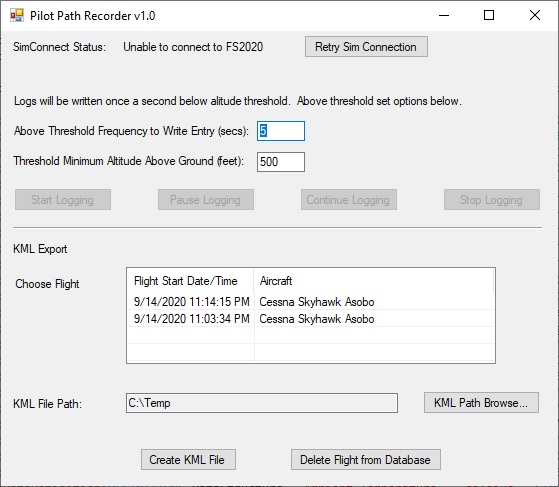 Pilot Path Recorder v1.0
SimConnect Status: Unable to connect to FS2020 Retry Sim Connection
Logs will be written once a second below alitude threshold. Above threshold set options below.
Above Threshold Frequency to Write Entry (secs): 5
Threshold Minimum Altitude Above Ground (feet): 500
Start Logging Pause Logging Continue Logging Stop Logging
KML Export
Choose Flight
Flight Start Date/Time Aircraft
9/14/2020 11:14:15 PM Cessna Skyhawk Asobo
9/14/2020 11:03:34 PM Cessna Skyhawk Asobo
KML File Path: C:\Temp KML Path Browse...
Create KML File Delete Flight from Database